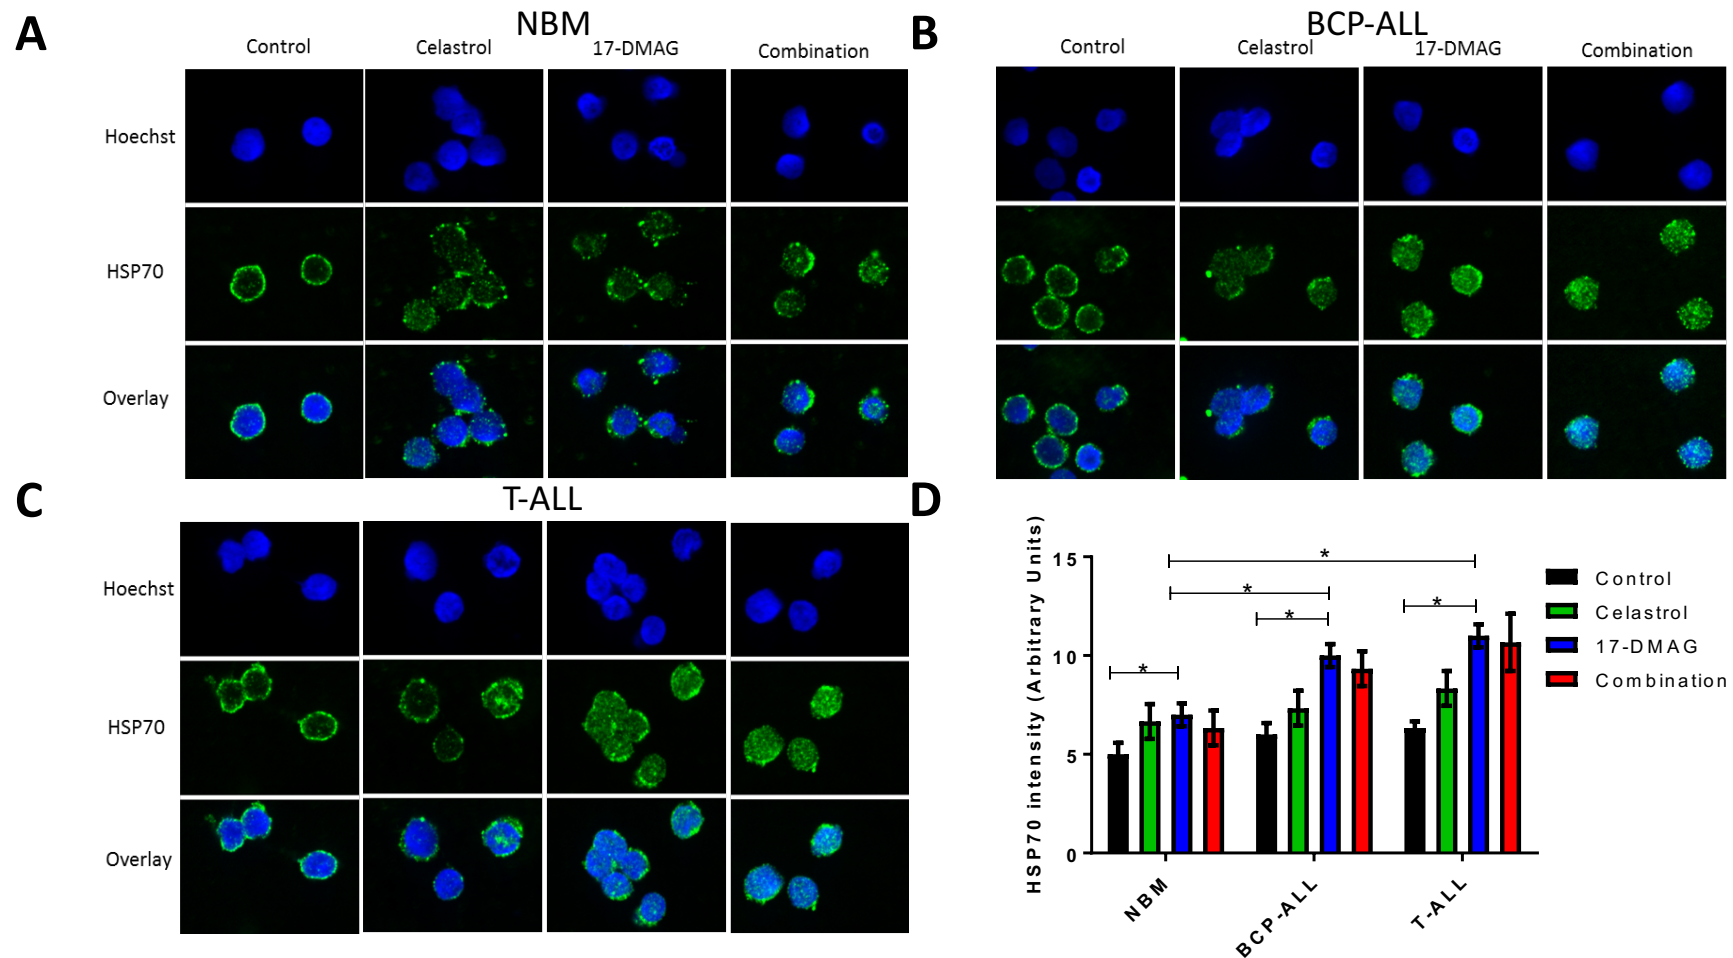 A
NBM
Control
Celastrol
17-DMAG
Combination
Hoechst
HSP70
Overlay
B
BCP-ALL
Control
Celastrol
17-DMAG
Combination
C
T-ALL
Hoechst
HSP70
Overlay
D
HSP70 intensity (Arbitrary Units)
15
10
5
0
*
*
*
*
*
NBM
BCP-ALL
T-ALL
Control
Celastrol
17-DMAG
Combination